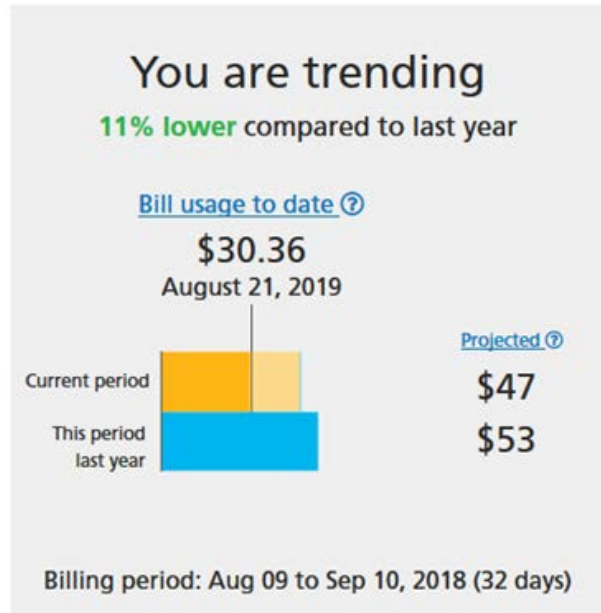 You are trending
11% lower compared to last year
Bill usage to date ?
$30.36
August 21, 2019
Projected ?
Current period
$47
This period
last year
$53
Billing period: Aug 09 to Sep 10, 2018 (32 days)